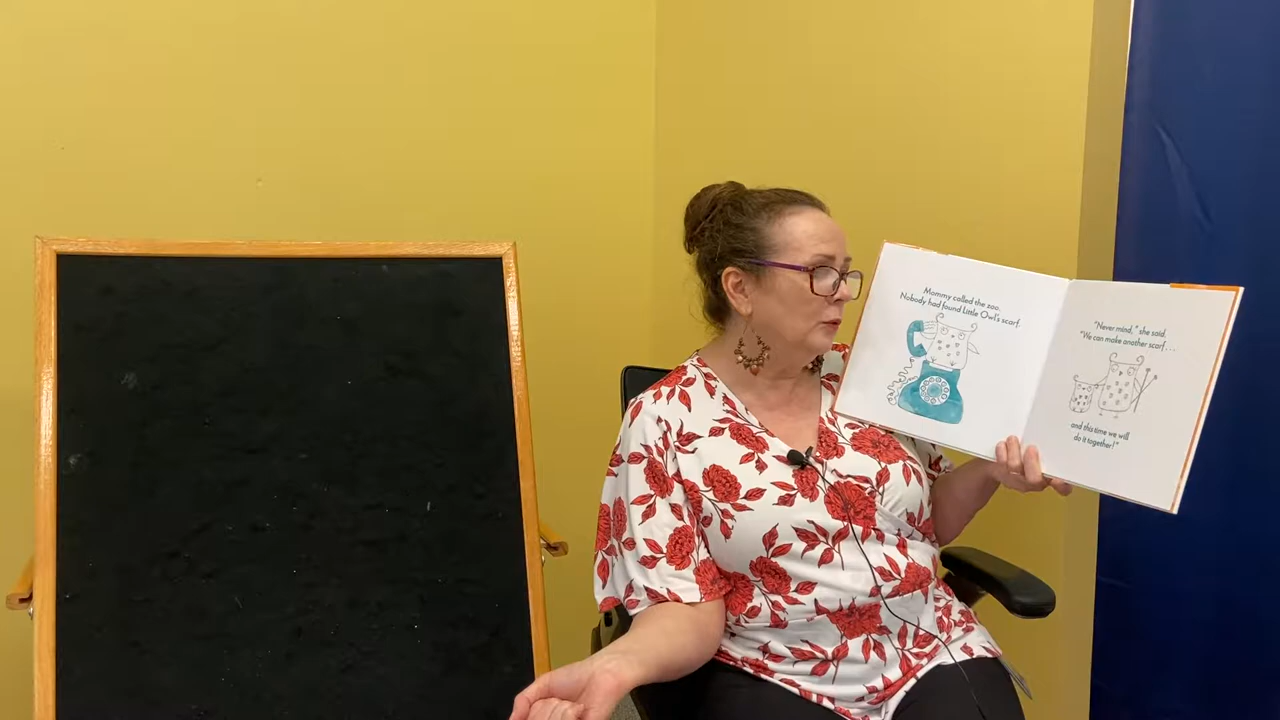 Mommy called the zoo.
Nobody had found Little Owl's scarf.
"Never mind," she said.
"We can make another scarf...
and this time we will
do it together!"